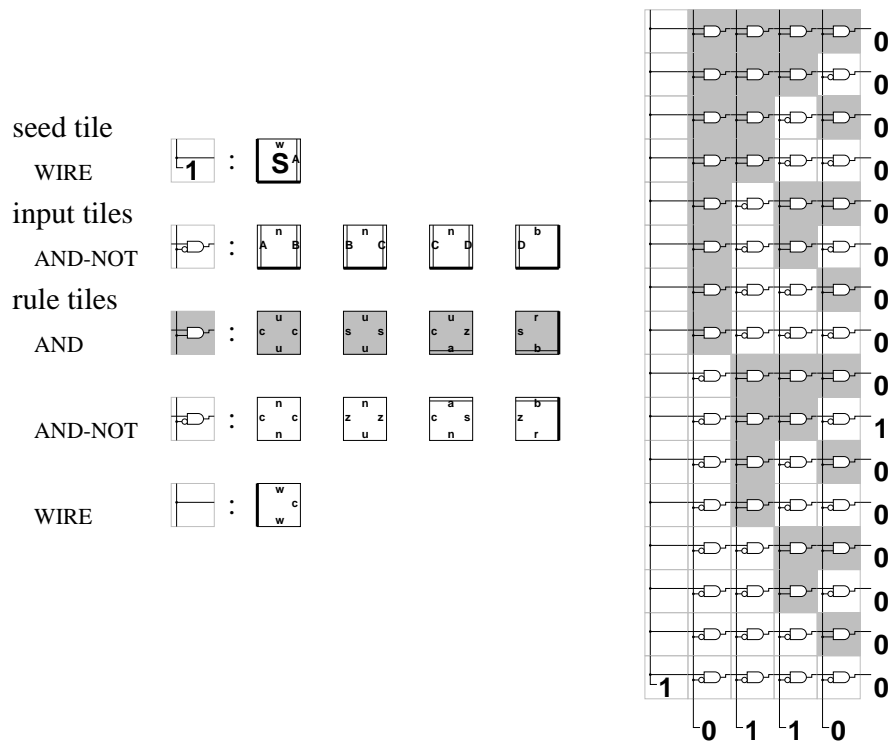 seed tile
WIRE
1 :
w
S A
input tiles
AND-NOT
:
n n n b
A B B C C D D
rule tiles
AND
:
u u u r
c c s s c z s
u u a b
AND-NOT
:
n n a b
c c z z c s z
n u n r
WIRE
:
w
c
w
0
0
0
0
0
0
0
0
0
1
0
0
0
0
0
1 0
0 1 1 0